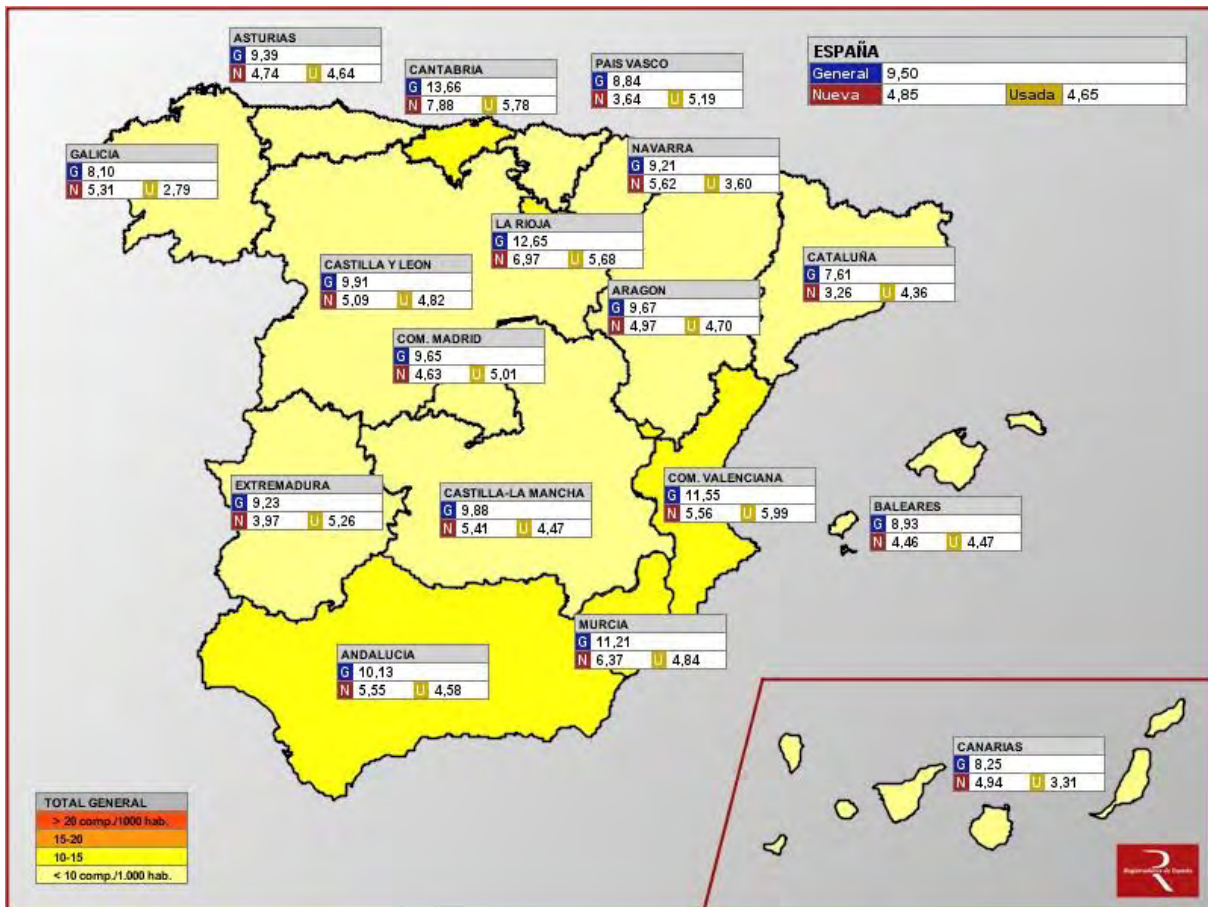 ASTURIAS
G 9,39
N 4,74 U 4,64
CANTABRIA
G 13,66
N 7,88 U 5,78
PAIS VASCO
G 8,84
N 3,64 U 5,19
ESPAÑA
General 9,50
Nueva 4,85 Usada 4,65
GALICIA
G 8,10
N 5,31 U 2,79
NAVARRA
G 9,21
N 5,62 U 3,60
LA RIOJA
G 12,65
N 6,97 U 5,68
CASTILLA Y LEON
G 9,91
N 5,09 U 4,82
CATALUÑA
G 7,61
N 3,26 U 4,36
ARAGON
G 9,67
N 4,97 U 4,70
COM. MADRID
G 9,65
N 4,63 U 5,01
EXTREMADURA
G 9,23
N 3,97 U 5,26
CASTILLA-LA MANCHA
G 9,88
N 5,41 U 4,47
COM. VALENCIANA
G 11,55
N 5,56 U 5,99
BALEARES
G 8,93
N 4,46 U 4,47
MURCIA
G 11,21
N 6,37 U 4,84
ANDALUCIA
G 10,13
N 5,55 U 4,58
CANARIAS
G 8,25
N 4,94 U 3,31
TOTAL GENERAL
> 20 comp./1000 hab.
15-20
10-15
< 10 comp./1.000 hab.
Registradores de España